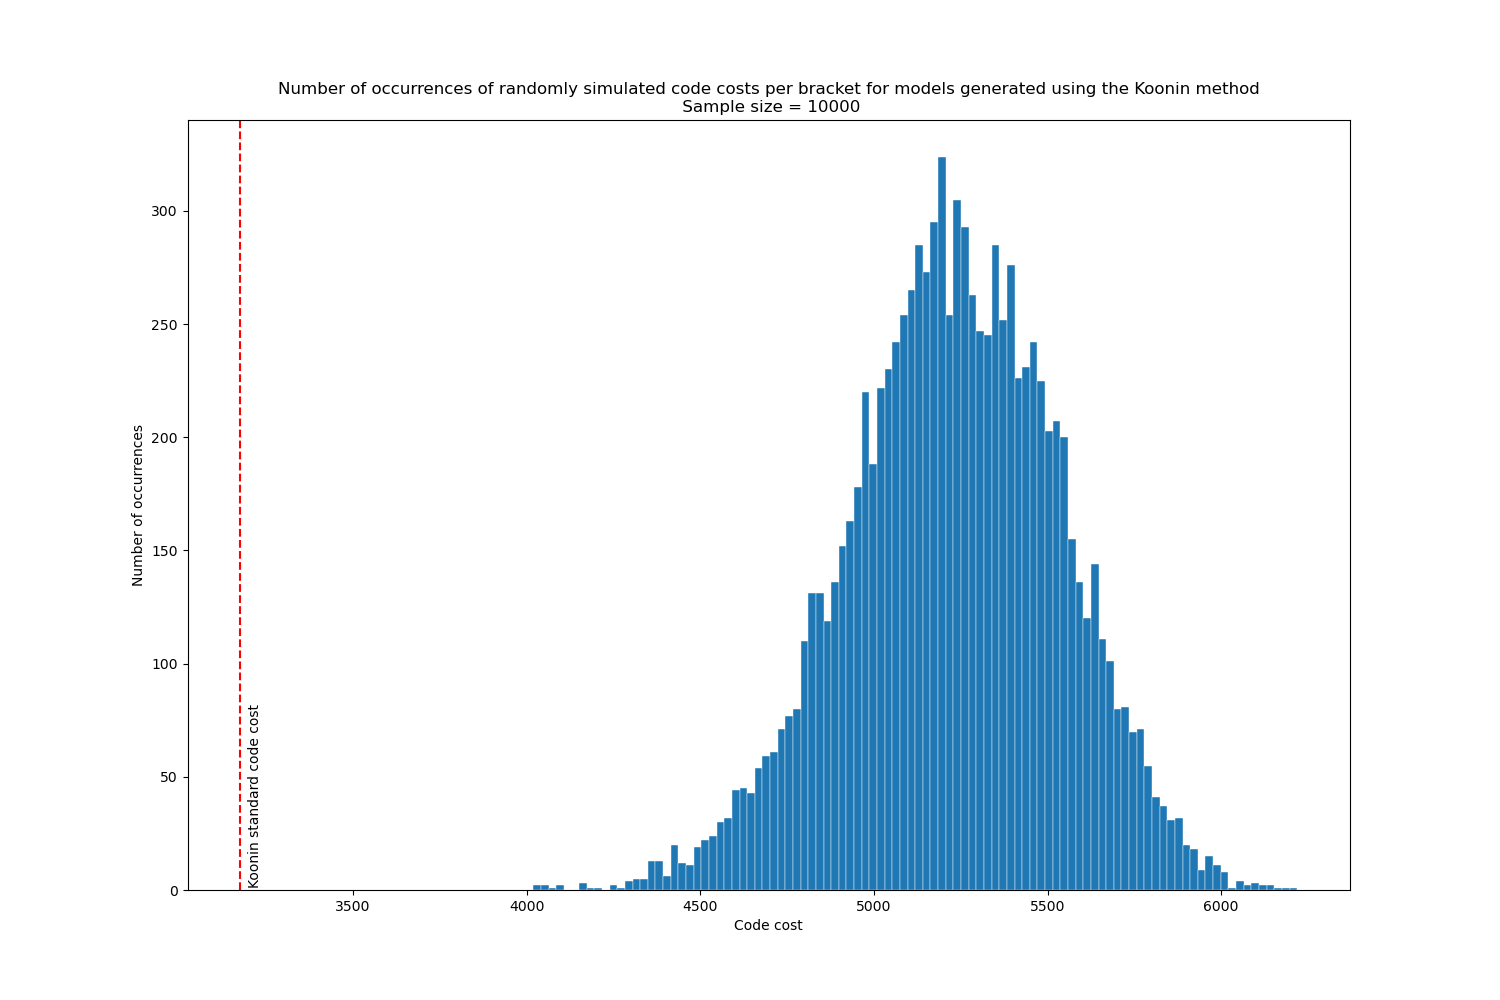 Number of occurrences of randomly simulated code costs per bracket for models generated using the Koonin method
Sample size = 10000
300
250
200
150
100
50
0
Number of occurrences
Koonin standard code cost
3500
4000
4500
5000
5500
6000
Code cost